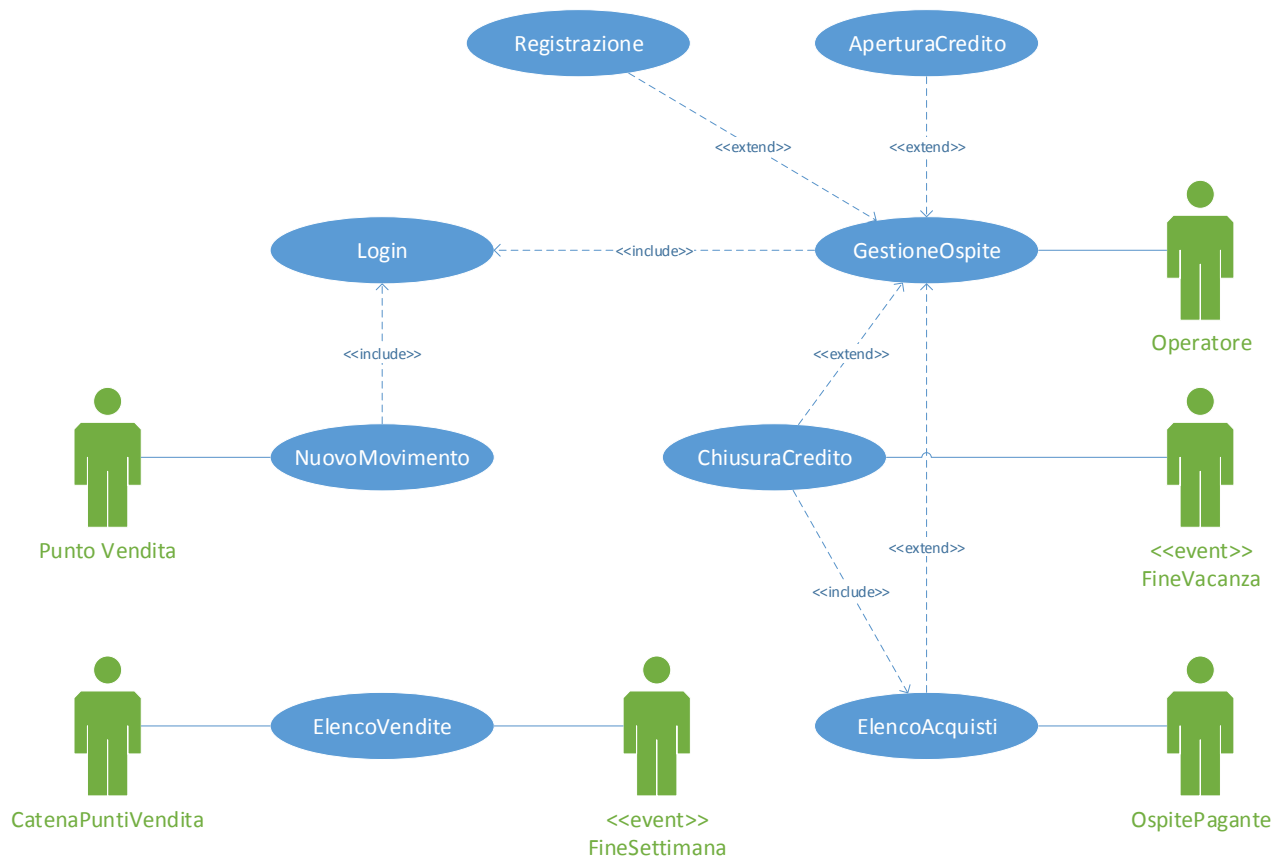 Registrazione
AperturaCredito
<<extend>>
<<extend>>
Login
<<include>>
GestioneOspite
Operatore
<<include>>
<<extend>>
NuovoMovimento
ChiusuraCredito
Punto Vendita
<<extend>>
<<event>>
FineVacanza
<<include>>
ElencoVendite
ElencoAcquisti
CatenaPuntiVendita
<<event>>
FineSettimana
OspitePagante